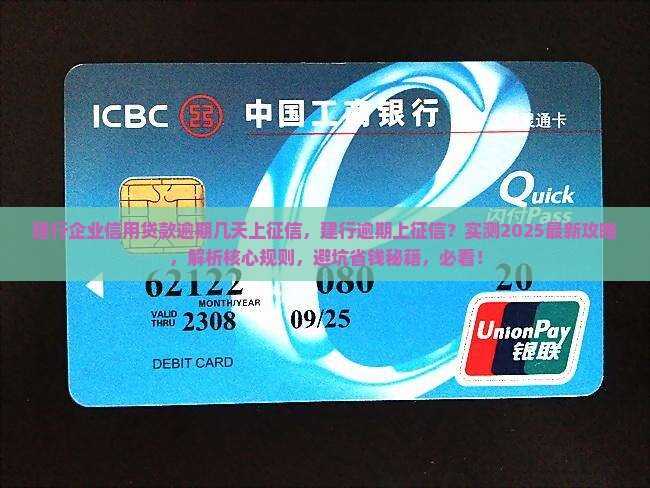 ICBC 中国工商银行
通卡
Quick
闪付Pass
建行企业信用贷款逾期几天上征信，建行逾期上征信？实测2025最新攻略
，解析核心规则，避坑省钱秘籍，必看！
62122 080 20
MONTH/YEAR
VALID
THRU 2308 09/25
UnionPay
银联
DEBIT CARD